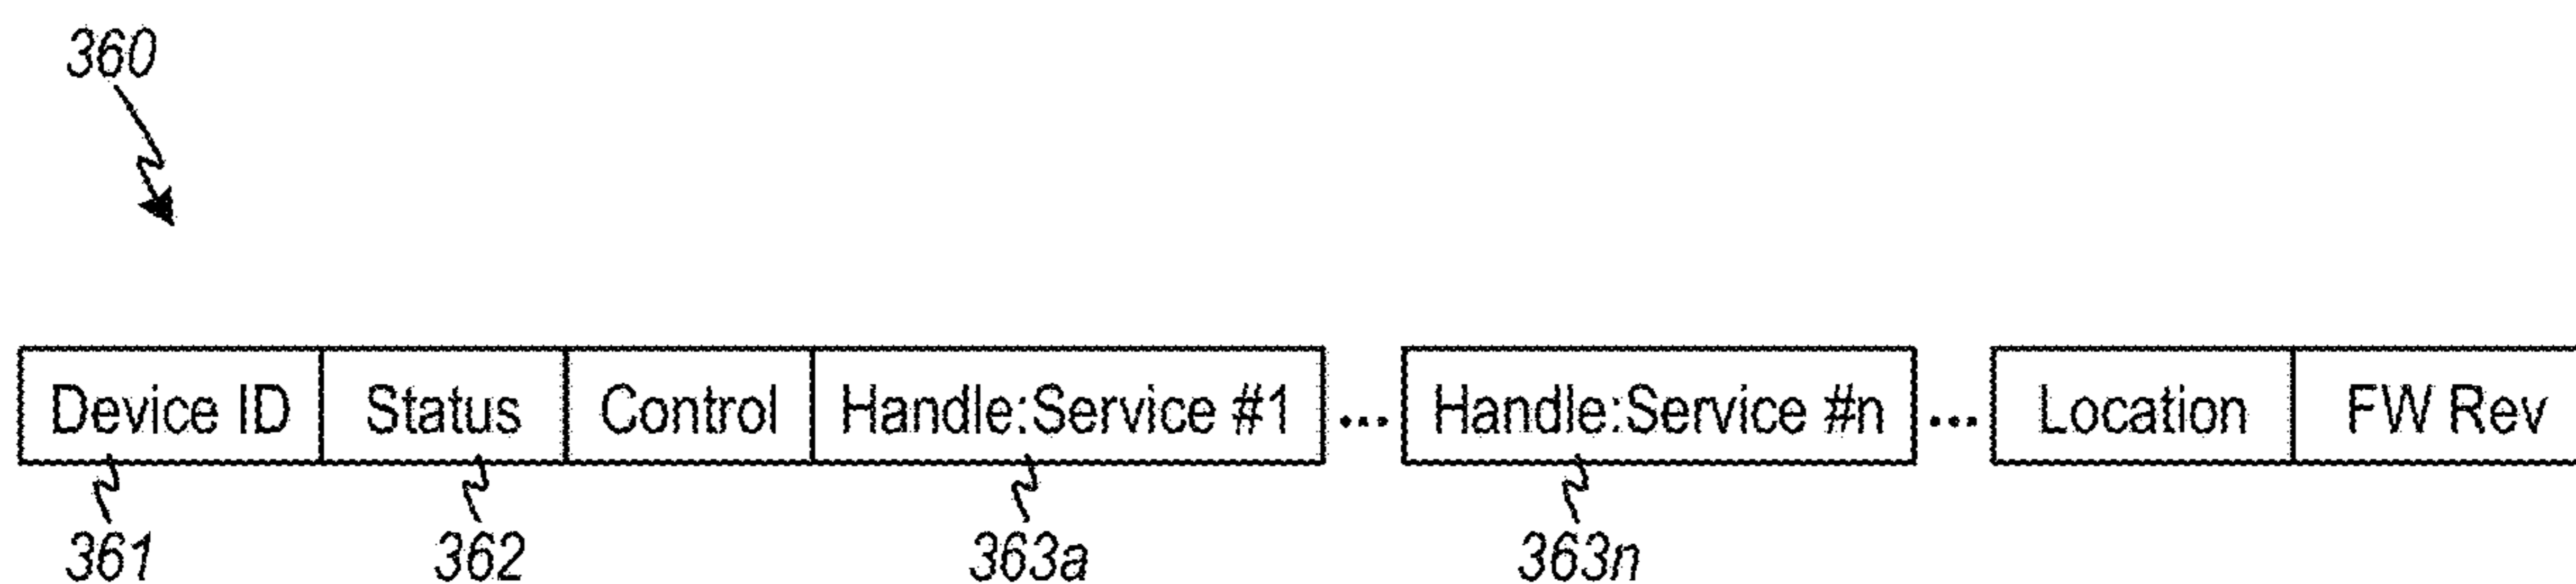 360
Device ID Status Control Handle:Service #1 ... Handle:Service #n ... Location FW Rev
361 362 363a 363n